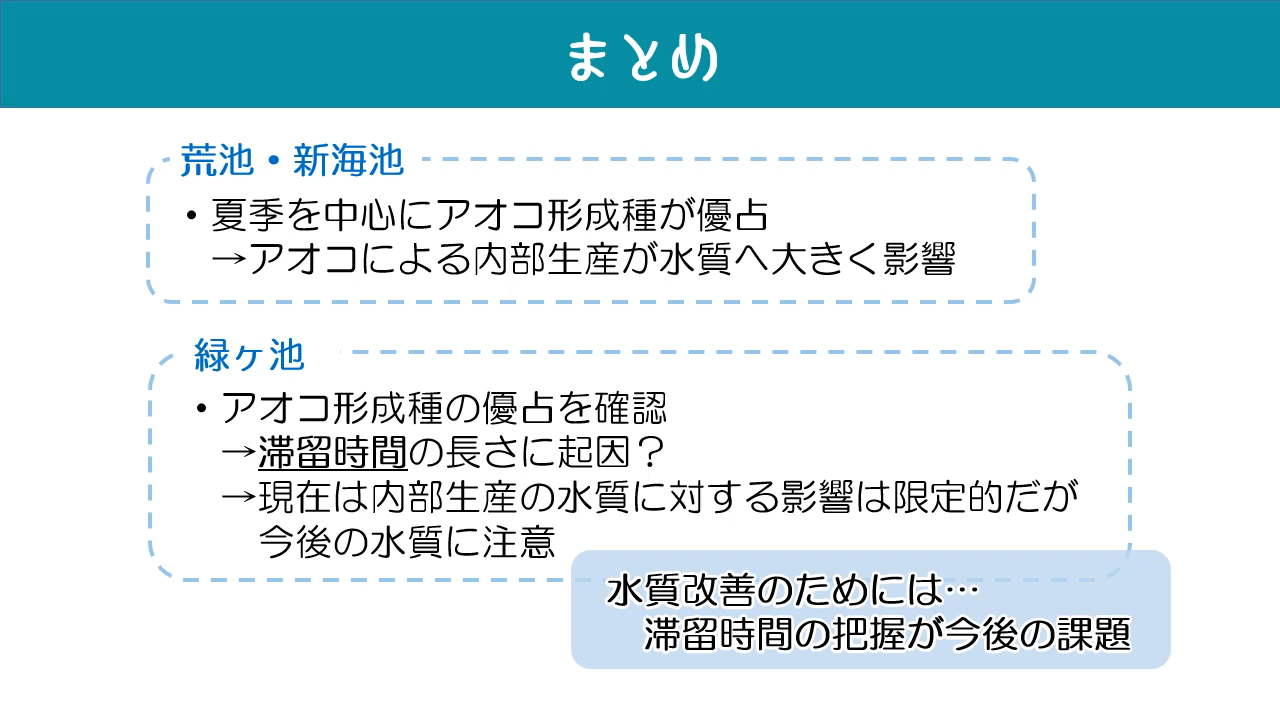 まとめ
荒池・新海池
・夏季を中心にアオコ形成種が優占
→アオコによる内部生産が水質へ大きく影響
緑ヶ池
・アオコ形成種の優占を確認
→滞留時間の長さに起因？
→現在は内部生産の水質に対する影響は限定的だが
今後の水質に注意
水質改善のためには…
滞留時間の把握が今後の課題